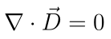 ∇ · D⃗ = 0